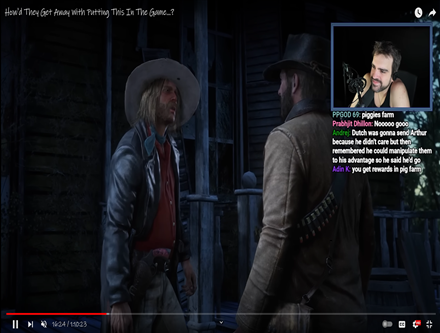 How'd They Get Away With Putting This In The Game...?
PPGOD 69: piggies farm
Prabhjit Dhillon: Nooooo gooo
Andrej: Dutch was gonna send Arthur
because he didn't care but then
remembered he could manipulate them
to his advantage so he said he'd go
Adin K: you get rewards in pig farm
16:24 / 1:10:23